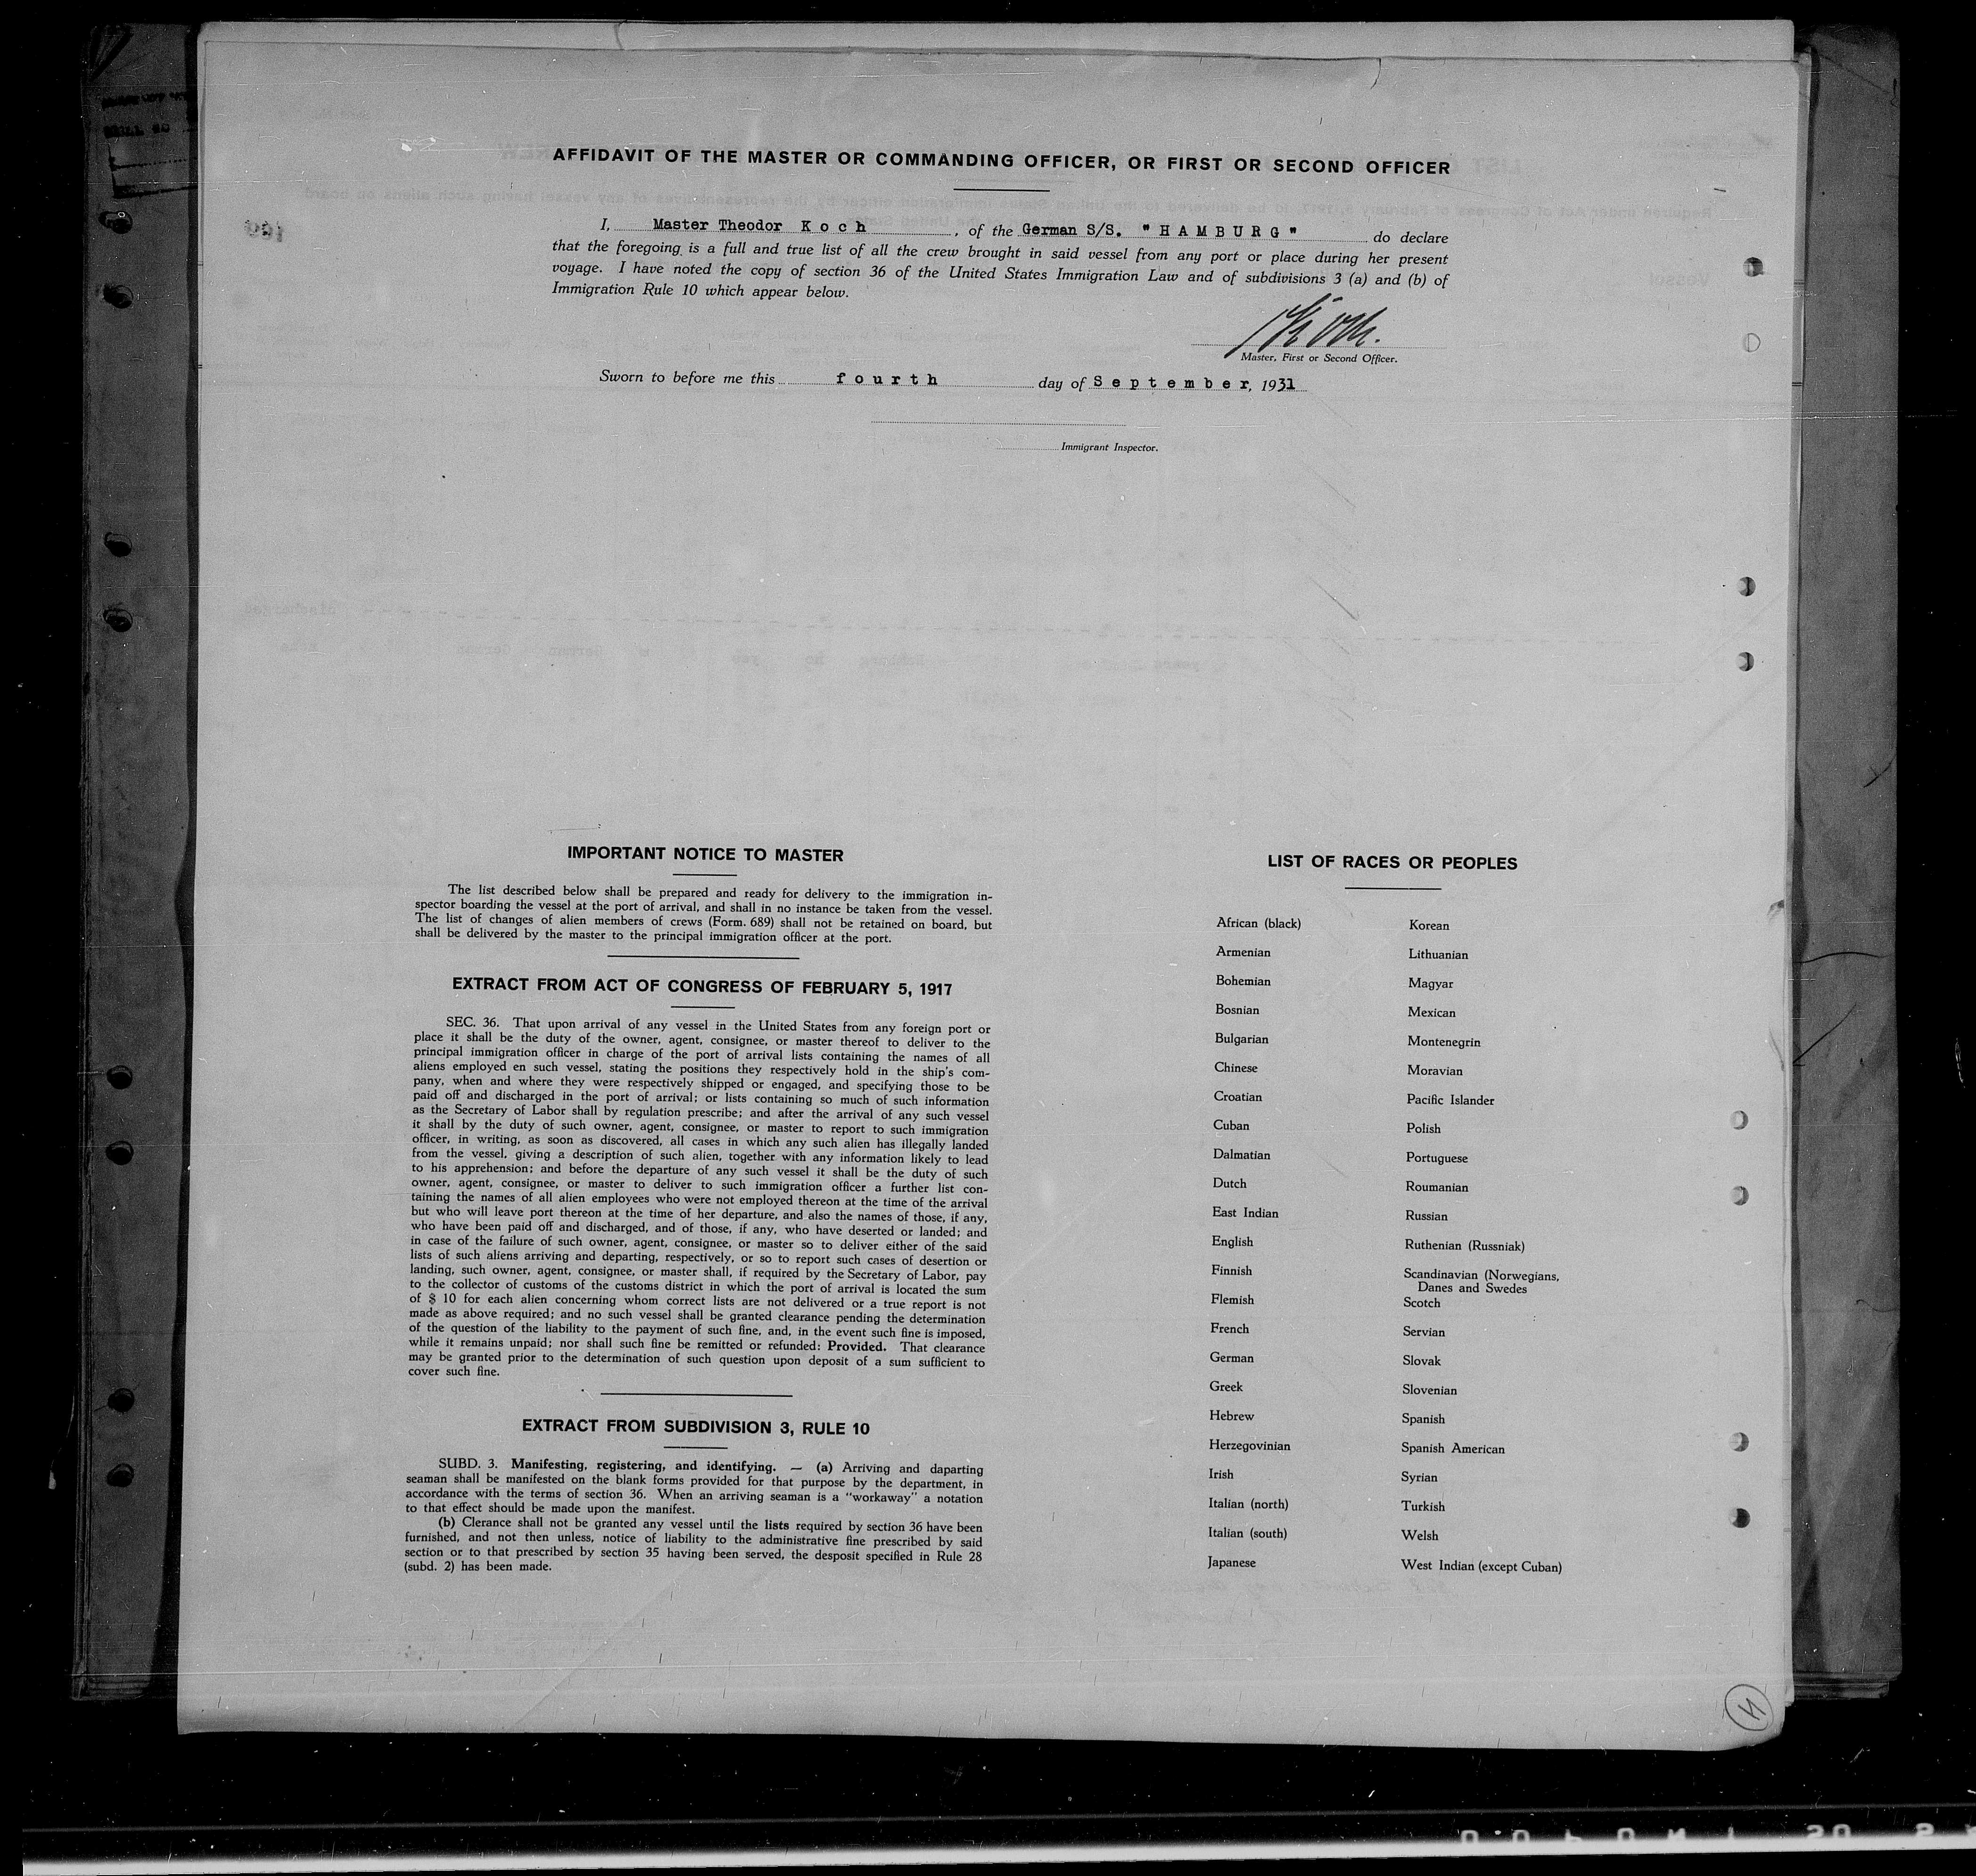 AFFIDAVIT OF THE MASTER OR COMMANDING OFFICER, OR FIRST OR SECOND OFFICER
I, Master Theodor K o c h , of the German S/S. " H A M B U R G " do declare
that the foregoing is a full and true list of all the crew brought in said vessel from any port or place during her present
voyage. I have noted the copy of section 36 of the United States Immigration Law and of subdivisions 3 (a) and (b) of
Immigration Rule 10 which appear below.
Master, First or Second Officer.
Sworn to before me this f o u r t h day of S e p t e m b e r, 1931
Immigrant Inspector.
IMPORTANT NOTICE TO MASTER
The list described below shall be prepared and ready for delivery to the immigration in-
spector boarding the vessel at the port of arrival, and shall in no instance be taken from the vessel.
The list of changes of alien members of crews (Form. 689) shall not be retained on board, but
shall be delivered by the master to the principal immigration officer at the port.
EXTRACT FROM ACT OF CONGRESS OF FEBRUARY 5, 1917
SEC. 36. That upon arrival of any vessel in the United States from any foreign port or
place it shall be the duty of the owner, agent, consignee, or master thereof to deliver to the
principal immigration officer in charge of the port of arrival lists containing the names of all
aliens employed en such vessel, stating the positions they respectively hold in the ship's com-
pany, when and where they were respectively shipped or engaged, and specifying those to be
paid off and discharged in the port of arrival; or lists containing so much of such information
as the Secretary of Labor shall by regulation prescribe; and after the arrival of any such vessel
it shall by the duty of such owner, agent, consignee, or master to report to such immigration
officer, in writing, as soon as discovered, all cases in which any such alien has illegally landed
from the vessel, giving a description of such alien, together with any information likely to lead
to his apprehension; and before the departure of any such vessel it shall be the duty of such
owner, agent, consignee, or master to deliver to such immigration officer a further list con-
taining the names of all alien employees who were not employed thereon at the time of the arrival
but who will leave port thereon at the time of her departure, and also the names of those, if any,
who have been paid off and discharged, and of those, if any, who have deserted or landed; and
in case of the failure of such owner, agent, consignee, or master so to deliver either of the said
lists of such aliens arriving and departing, respectively, or so to report such cases of desertion or
landing, such owner, agent, consignee, or master shall, if required by the Secretary of Labor, pay
to the collector of customs of the customs district in which the port of arrival is located the sum
of $ 10 for each alien concerning whom correct lists are not delivered or a true report is not
made as above required; and no such vessel shall be granted clearance pending the determination
of the question of the liability to the payment of such fine, and, in the event such fine is imposed,
while it remains unpaid; nor shall such fine be remitted or refunded: Provided. That clearance
may be granted prior to the determination of such question upon deposit of a sum sufficient to
cover such fine.
EXTRACT FROM SUBDIVISION 3, RULE 10
SUBD. 3. Manifesting, registering, and identifying. — (a) Arriving and daparting
seaman shall be manifested on the blank forms provided for that purpose by the department, in
accordance with the terms of section 36. When an arriving seaman is a "workaway" a notation
to that effect should be made upon the manifest.
(b) Clerance shall not be granted any vessel until the lists required by section 36 have been
furnished, and not then unless, notice of liability to the administrative fine prescribed by said
section or to that prescribed by section 35 having been served, the desposit specified in Rule 28
(subd. 2) has been made.
LIST OF RACES OR PEOPLES
African (black)
Armenian
Bohemian
Bosnian
Bulgarian
Chinese
Croatian
Cuban
Dalmatian
Dutch
East Indian
English
Finnish
Flemish
French
German
Greek
Hebrew
Herzegovinian
Irish
Italian (north)
Italian (south)
Japanese
Korean
Lithuanian
Magyar
Mexican
Montenegrin
Moravian
Pacific Islander
Polish
Portuguese
Roumanian
Russian
Ruthenian (Russniak)
Scandinavian (Norwegians,
Danes and Swedes
Scotch
Servian
Slovak
Slovenian
Spanish
Spanish American
Syrian
Turkish
Welsh
West Indian (except Cuban)